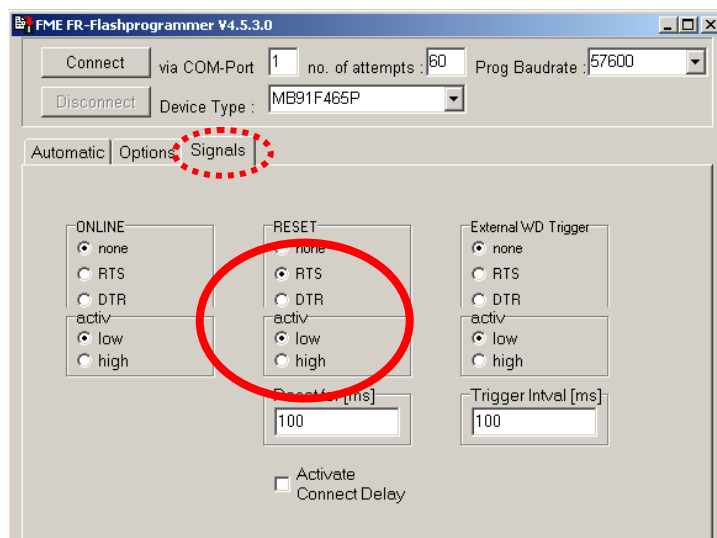 FME FR-Flashprogrammer V4.5.3.0
Connect via COM-Port 1 no. of attempts : 60 Prog Baudrate : 57600
Disconnect Device Type : MB91F465P
Automatic Options Signals
ONLINE RESET External WD Trigger
none none none
RTS RTS RTS
DTR DTR DTR
activ activ activ
low low low
high high high
Reset for [ms] Trigger Intval [ms]
100 100
Activate
Connect Delay